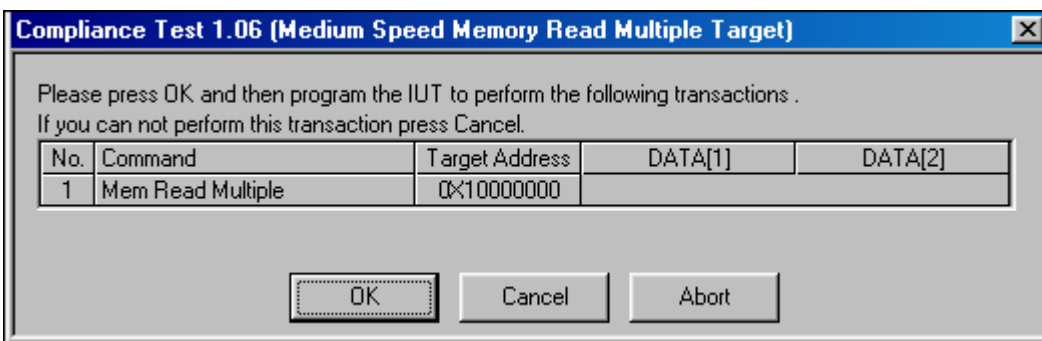 Compliance Test 1.06 (Medium Speed Memory Read Multiple Target)
Please press OK and then program the IUT to perform the following transactions .
If you can not perform this transaction press Cancel.
No. Command Target Address DATA[1] DATA[2]
1 Mem Read Multiple 0X10000000
OK Cancel Abort